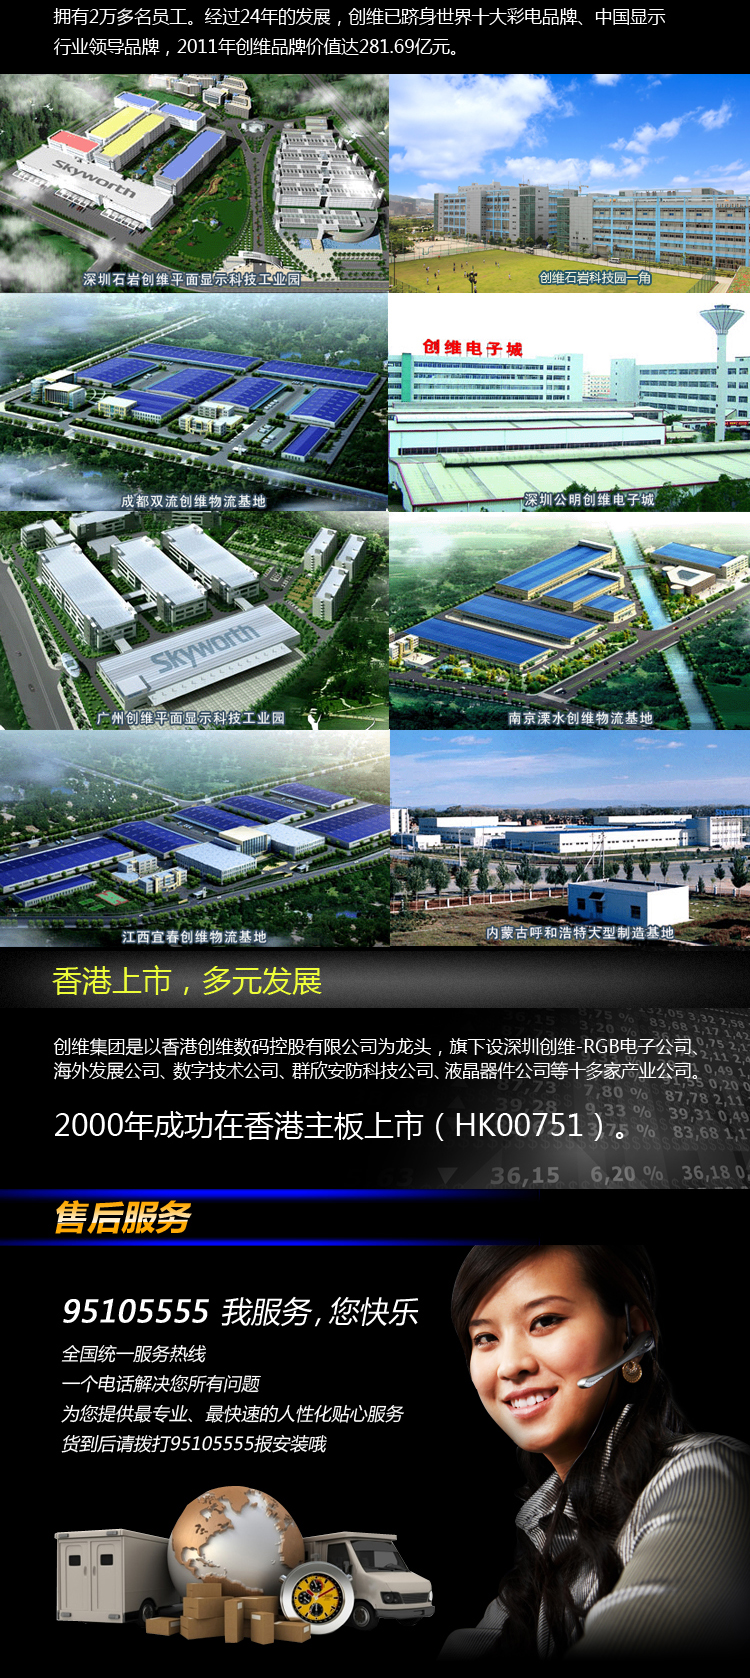 拥有2万多名员工。经过24年的发展，创维已跻身世界十大彩电品牌、中国显示
行业领导品牌，2011年创维品牌价值达281.69亿元。
Skyworth
深圳石岩创维平面显示科技工业园
创维石岩科技园一角
创维电子城
成都双流创维物流基地
深圳公明创维电子城
Skyworth
广州创维平面显示科技工业园
南京溧水创维物流基地
江西宜春创维物流基地
内蒙古呼和浩特大型制造基地
香港上市，多元发展
创维集团是以香港创维数码控股有限公司为龙头，旗下设深圳创维-RGB电子公司、
海外发展公司、数字技术公司、群欣安防科技公司、液晶器件公司等十多家产业公司。
2000年成功在香港主板上市（HK00751）。
36,15 6,20 % 36,18
售后服务
95105555 我服务，您快乐
全国统一服务热线
一个电话解决您所有问题
为您提供最专业、最快速的人性化贴心服务
货到后请拨打95105555报安装哦